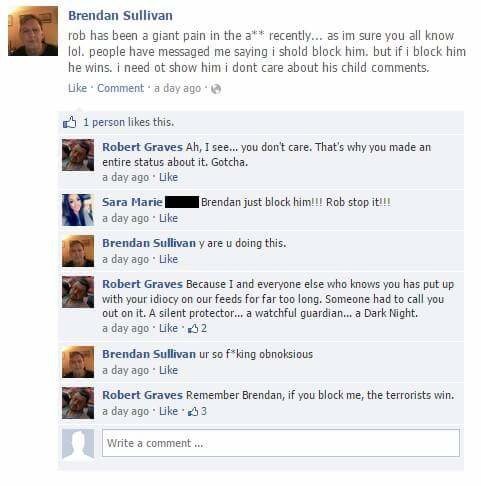 Brendan Sullivan
rob has been a giant pain in the a** recently... as im sure you all know
lol. people have messaged me saying i shold block him. but if i block him
he wins. i need ot show him i dont care about his child comments.
Like · Comment · a day ago ·
1 person likes this.
Robert Graves Ah, I see... you don't care. That's why you made an
entire status about it. Gotcha.
a day ago · Like
Sara Marie Brendan just block him!!! Rob stop it!!!
a day ago · Like
Brendan Sullivan y are u doing this.
a day ago · Like
Robert Graves Because I and everyone else who knows you has put up
with your idiocy on our feeds for far too long. Someone had to call you
out on it. A silent protector... a watchful guardian... a Dark Night.
a day ago · Like · 2
Brendan Sullivan ur so f*king obnoksious
a day ago · Like
Robert Graves Remember Brendan, if you block me, the terrorists win.
a day ago · Like · 3
Write a comment ...